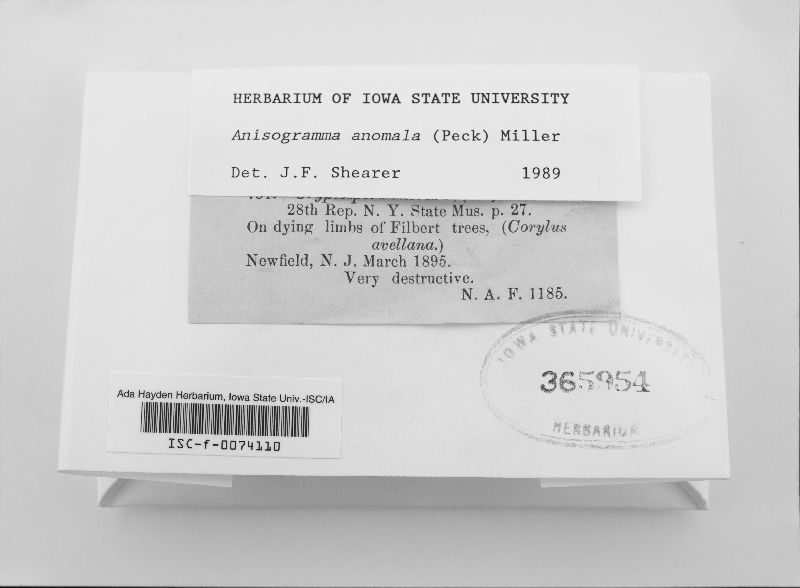 HERBARIUM OF IOWA STATE UNIVERSITY
Anisogramma anomala (Peck) Miller
Det. J.F. Shearer 1989
28th Rep. N. Y. State Mus. p. 27.
On dying limbs of Filbert trees, (Corylus
avellana.)
Newfield, N. J. March 1895.
Very destructive.
N. A. F. 1185.
IOWA STATE UNIVERSITY
365954
HERBARIUM
Ada Hayden Herbarium, Iowa State Univ.-ISC/IA
ISC-f-0074110